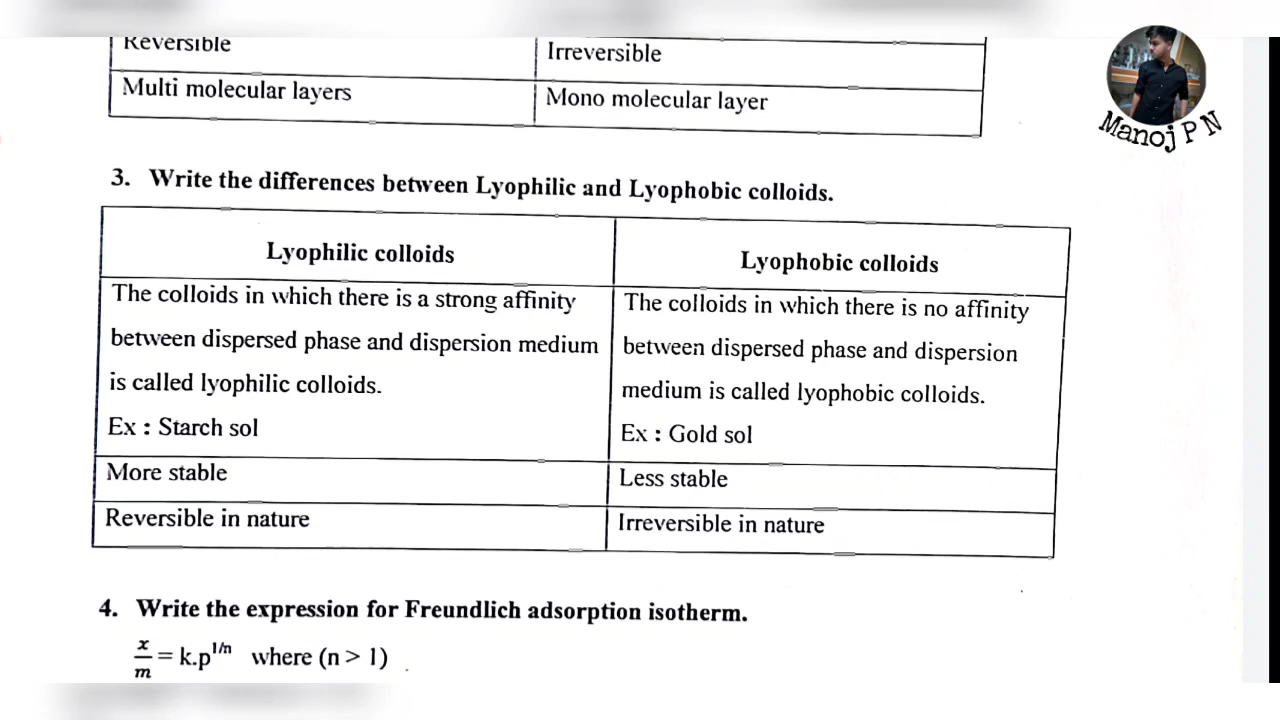 Reversible
Irreversible
Multi molecular layers
Mono molecular layer
Manoj P N
3. Write the differences between Lyophilic and Lyophobic colloids.
Lyophilic colloids
Lyophobic colloids
The colloids in which there is a strong affinity
between dispersed phase and dispersion medium
is called lyophilic colloids.
Ex : Starch sol
The colloids in which there is no affinity
between dispersed phase and dispersion
medium is called lyophobic colloids.
Ex : Gold sol
More stable
Less stable
Reversible in nature
Irreversible in nature
4. Write the expression for Freundlich adsorption isotherm.
x/m = k.p^1/n where (n > 1)